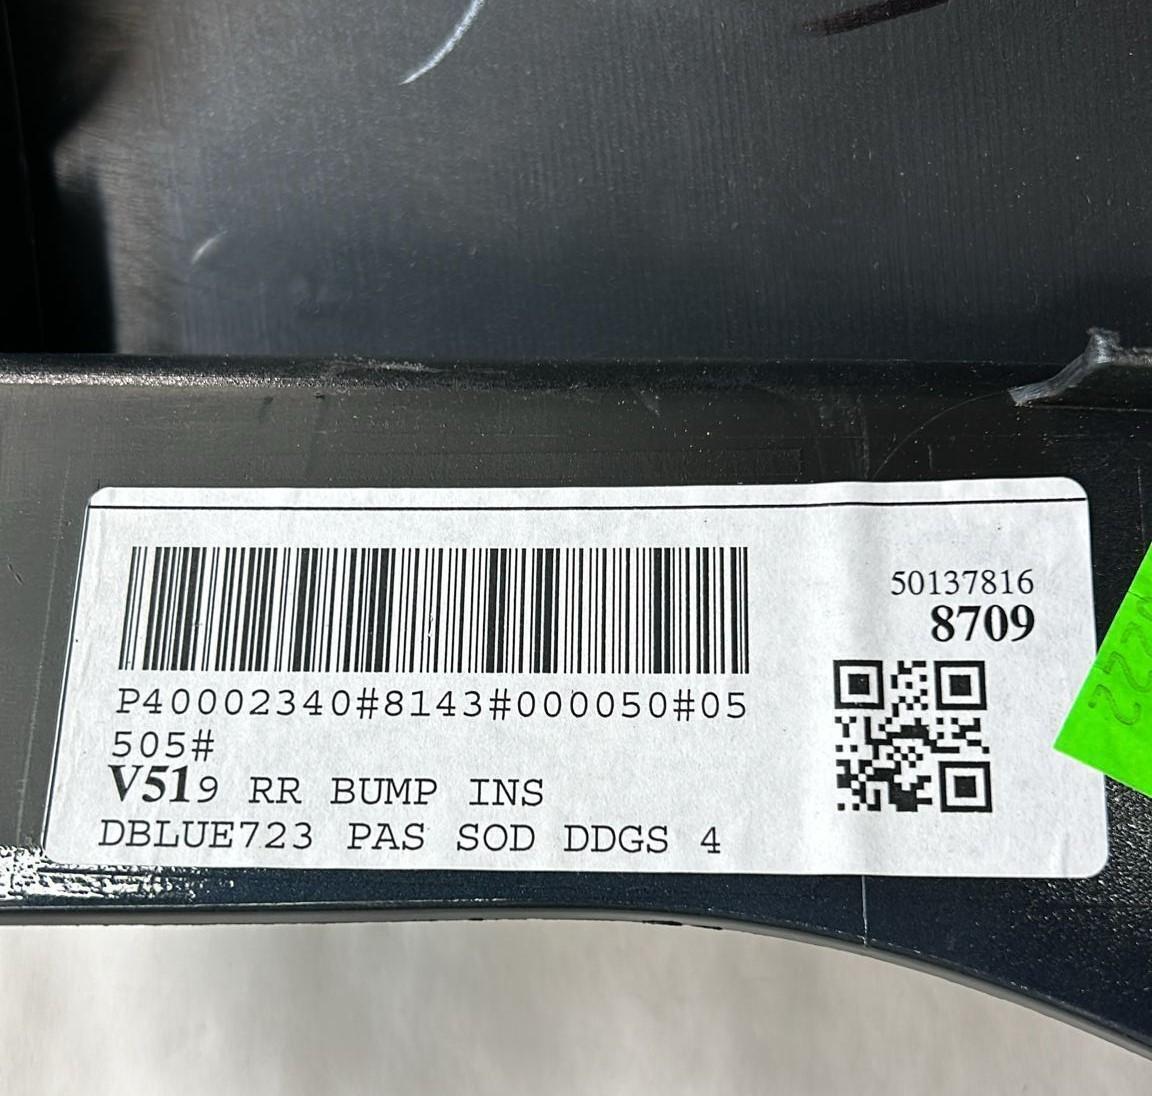 50137816
8709
P40002340#8143#000050#05
505#
V519 RR BUMP INS
DBLUE723 PAS SOD DDGS 4